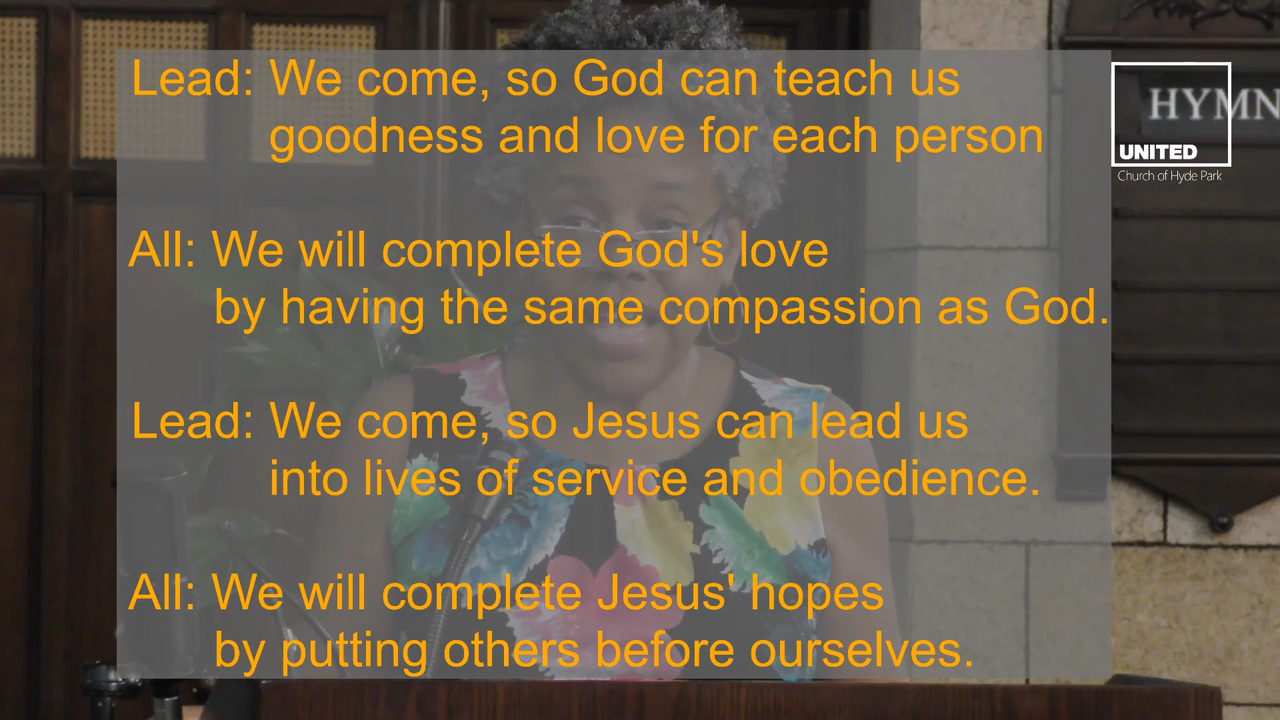 Lead: We come, so God can teach us
goodness and love for each person
All: We will complete God's love
by having the same compassion as God.
Lead: We come, so Jesus can lead us
into lives of service and obedience.
All: We will complete Jesus' hopes
by putting others before ourselves.
HYMN
UNITED
Church of Hyde Park